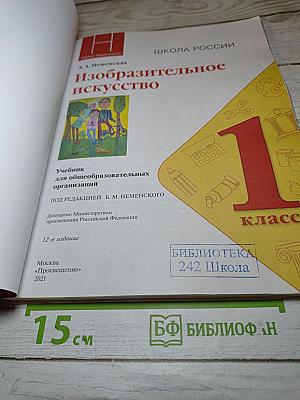 Н
ШКОЛА РОССИИ
Л.А. Неменская
Изобразительное
искусство
Учебник
для общеобразовательных
организаций
ПОД РЕДАКЦИЕЙ Б. М. НЕМЕНСКОГО
Допущено Министерством
просвещения Российской Федерации
12-е издание
Москва
«Просвещение»
2021
1
класс
БИБЛИОТЕКА
242 Школа
15 см
БФ БИБЛИОФАН